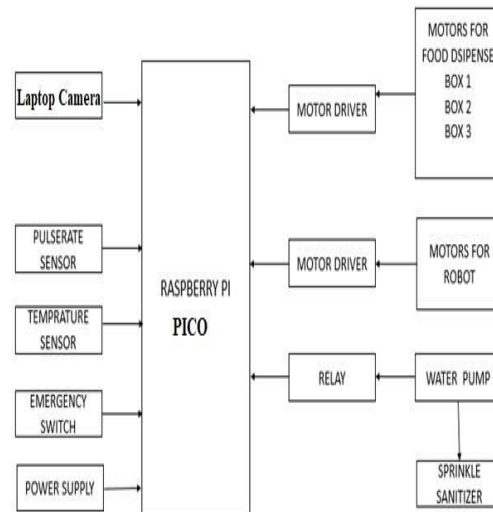 Laptop Camera
PULSERATE
SENSOR
TEMPRATURE
SENSOR
EMERGENCY
SWITCH
POWER SUPPLY
RASPBERRY PI
PICO
MOTOR DRIVER
MOTOR DRIVER
RELAY
MOTORS FOR
FOOD DSIPENSE
BOX 1
BOX 2
BOX 3
MOTORS FOR
ROBOT
WATER PUMP
SPRINKLE
SANITIZER